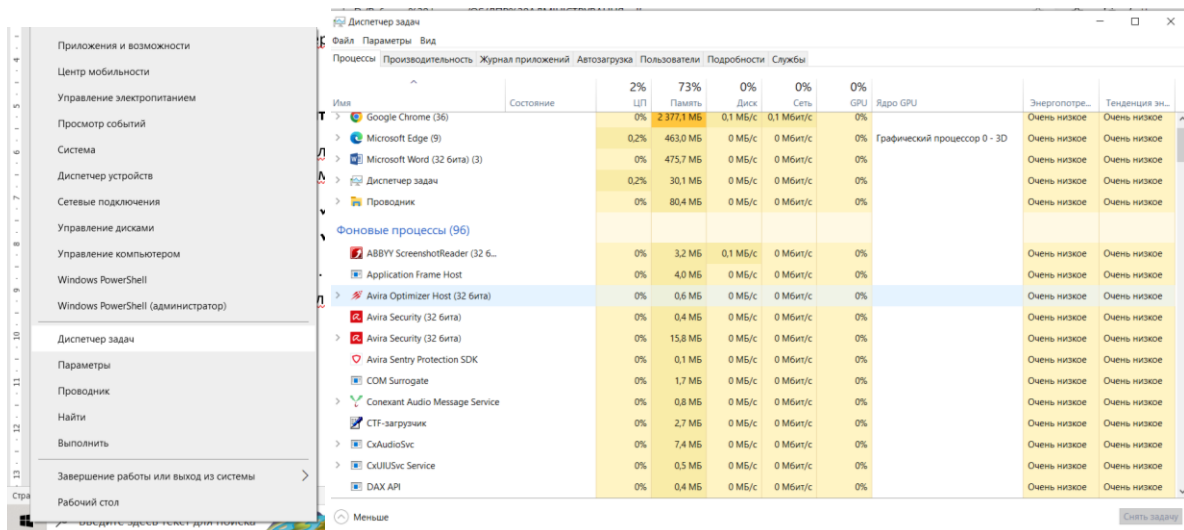 Приложения и возможности
Центр мобильности
Управление электропитанием
Просмотр событий
Система
Диспетчер устройств
Сетевые подключения
Управление дисками
Управление компьютером
Windows PowerShell
Windows PowerShell (администратор)
Диспетчер задач
Параметры
Проводник
Найти
Выполнить
Завершение работы или выход из системы
Рабочий стол
Стра
Введите здесь текст для поиска
Диспетчер задач
Файл Параметры Вид
Процессы Производительность Журнал приложений Автозагрузка Пользователи Подробности Службы
2% 73% 0% 0% 0%
Имя Состояние ЦП Память Диск Сеть GPU Ядро GPU Энергопотре... Тенденция эн...
Google Chrome (36) 0% 2 377,1 МБ 0,1 МБ/с 0,1 Мбит/с 0% Очень низкое Очень низкое
Microsoft Edge (9) 0,2% 463,0 МБ 0 МБ/с 0 Мбит/с 0% Графический процессор 0 - 3D Очень низкое Очень низкое
Microsoft Word (32 бита) (3) 0% 475,7 МБ 0 МБ/с 0 Мбит/с 0% Очень низкое Очень низкое
Диспетчер задач 0,2% 30,1 МБ 0 МБ/с 0 Мбит/с 0% Очень низкое Очень низкое
Проводник 0% 80,4 МБ 0 МБ/с 0 Мбит/с 0% Очень низкое Очень низкое
Фоновые процессы (96)
ABBYY ScreenshotReader (32 б... 0% 3,2 МБ 0,1 МБ/с 0 Мбит/с 0% Очень низкое Очень низкое
Application Frame Host 0% 4,0 МБ 0 МБ/с 0 Мбит/с 0% Очень низкое Очень низкое
Avira Optimizer Host (32 бита) 0% 0,6 МБ 0 МБ/с 0 Мбит/с 0% Очень низкое Очень низкое
Avira Security (32 бита) 0% 0,4 МБ 0 МБ/с 0 Мбит/с 0% Очень низкое Очень низкое
Avira Security (32 бита) 0% 15,8 МБ 0 МБ/с 0 Мбит/с 0% Очень низкое Очень низкое
Avira Sentry Protection SDK 0% 0,1 МБ 0 МБ/с 0 Мбит/с 0% Очень низкое Очень низкое
COM Surrogate 0% 1,7 МБ 0 МБ/с 0 Мбит/с 0% Очень низкое Очень низкое
Conexant Audio Message Service 0% 0,8 МБ 0 МБ/с 0 Мбит/с 0% Очень низкое Очень низкое
CTF-загрузчик 0% 2,7 МБ 0 МБ/с 0 Мбит/с 0% Очень низкое Очень низкое
CxAudioSvc 0% 7,4 МБ 0 МБ/с 0 Мбит/с 0% Очень низкое Очень низкое
CxUIUSvc Service 0% 0,5 МБ 0 МБ/с 0 Мбит/с 0% Очень низкое Очень низкое
DAX API 0% 0,4 МБ 0 МБ/с 0 Мбит/с 0% Очень низкое Очень низкое
Меньше
Снять задачу